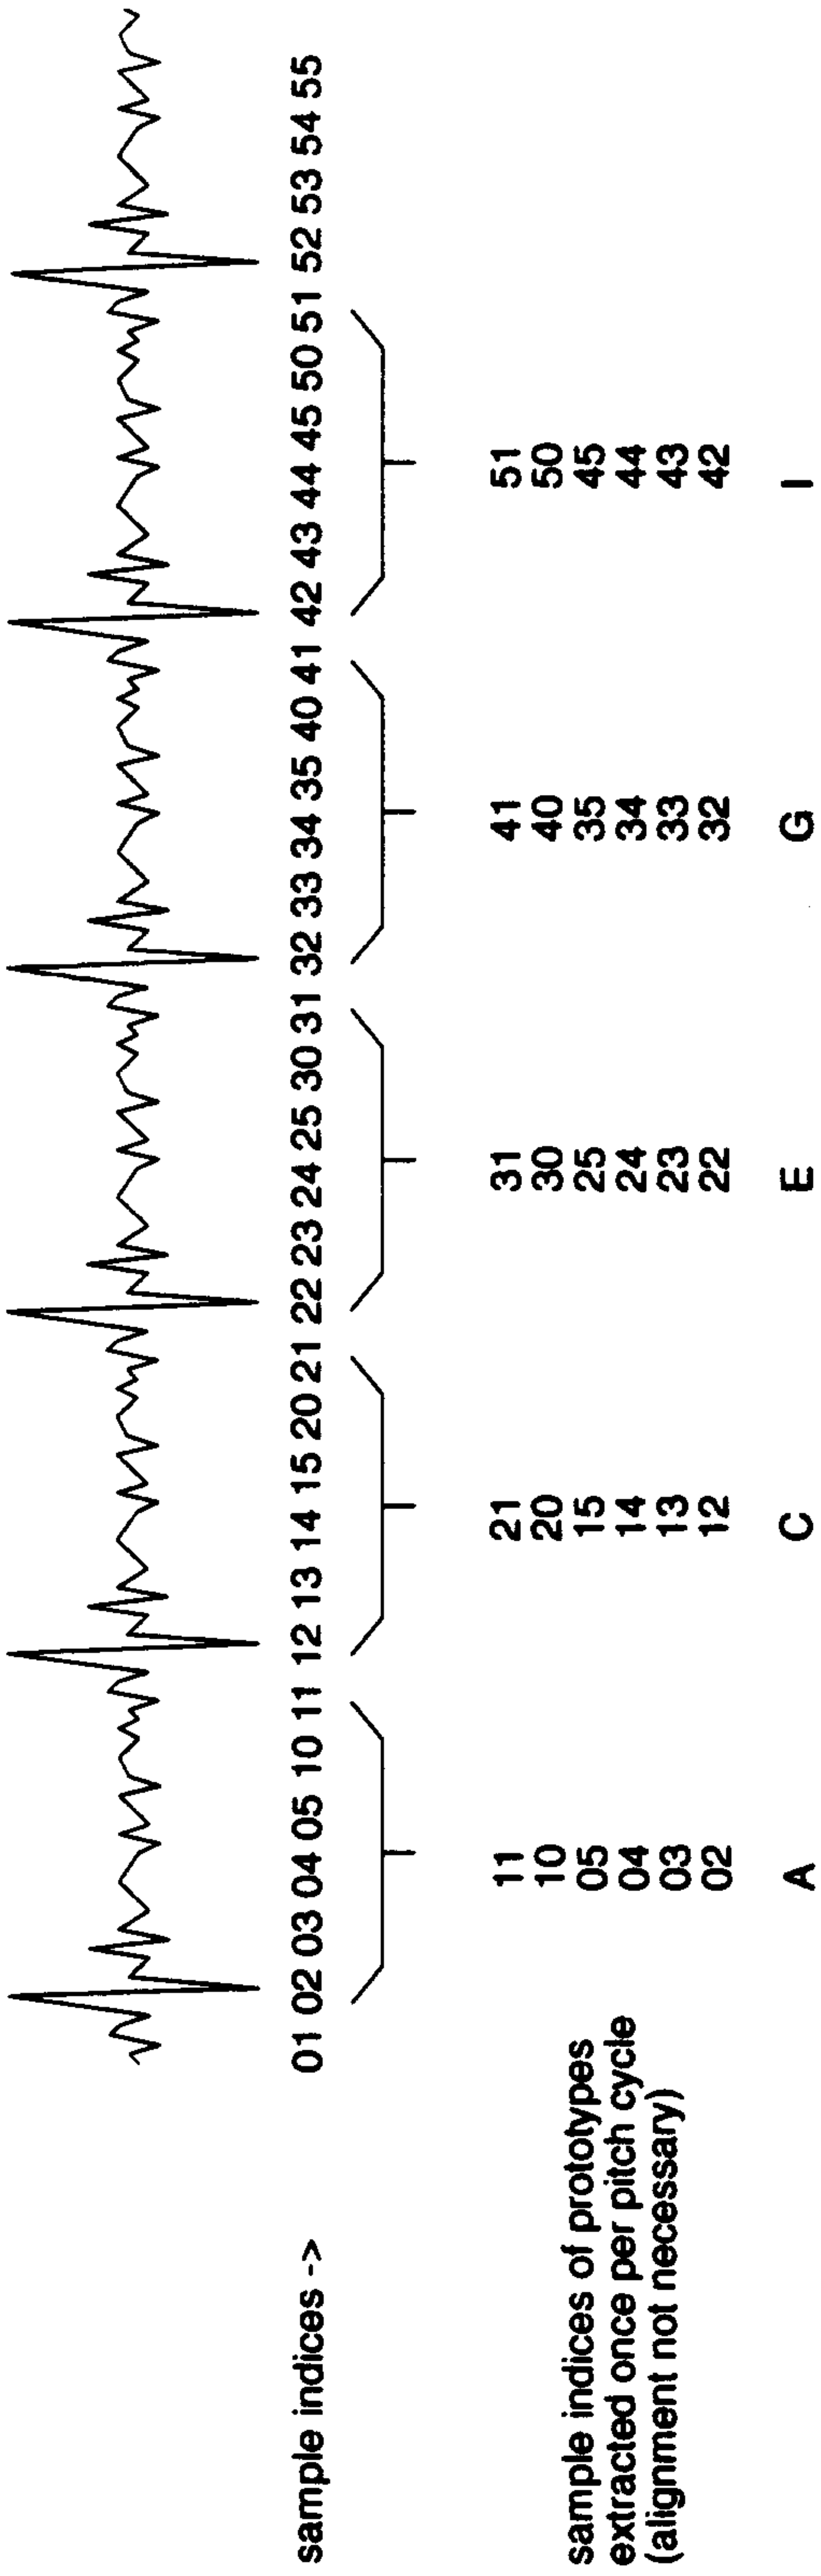 sample indices -> 01 02 03 04 05 10 11 12 13 14 15 20 21 22 23 24 25 30 31 32 33 34 35 40 41 42 43 44 45 50 51 52 53 54 55
11 21 31 41 51
10 20 30 40 50
sample indices of prototypes 05 15 25 35 45
extracted once per pitch cycle 04 14 24 34 44
(alignment not necessary) 03 13 23 33 43
02 12 22 32 42
A C E G I